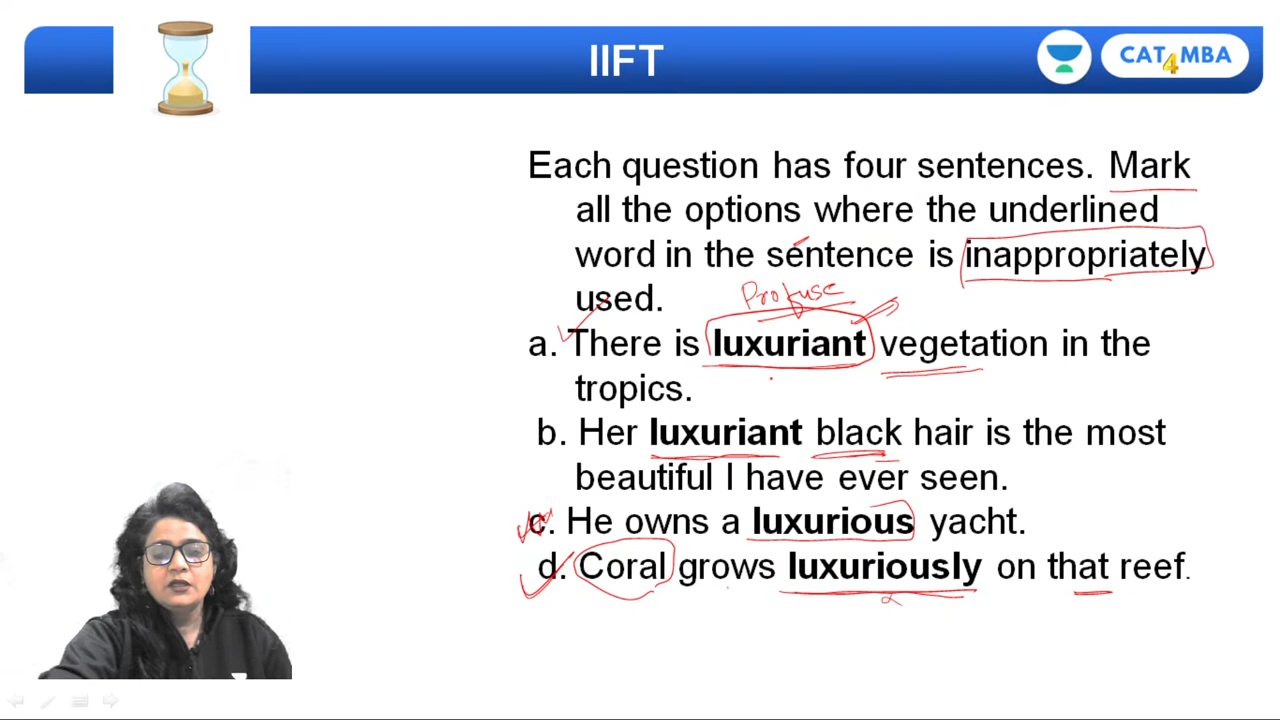 IIFT
CAT4MBA
Each question has four sentences. Mark
all the options where the underlined
word in the sentence is inappropriately
used.
Profuse
a. There is luxuriant vegetation in the
tropics.
b. Her luxuriant black hair is the most
beautiful I have ever seen.
c. He owns a luxurious yacht.
d. Coral grows luxuriously on that reef.